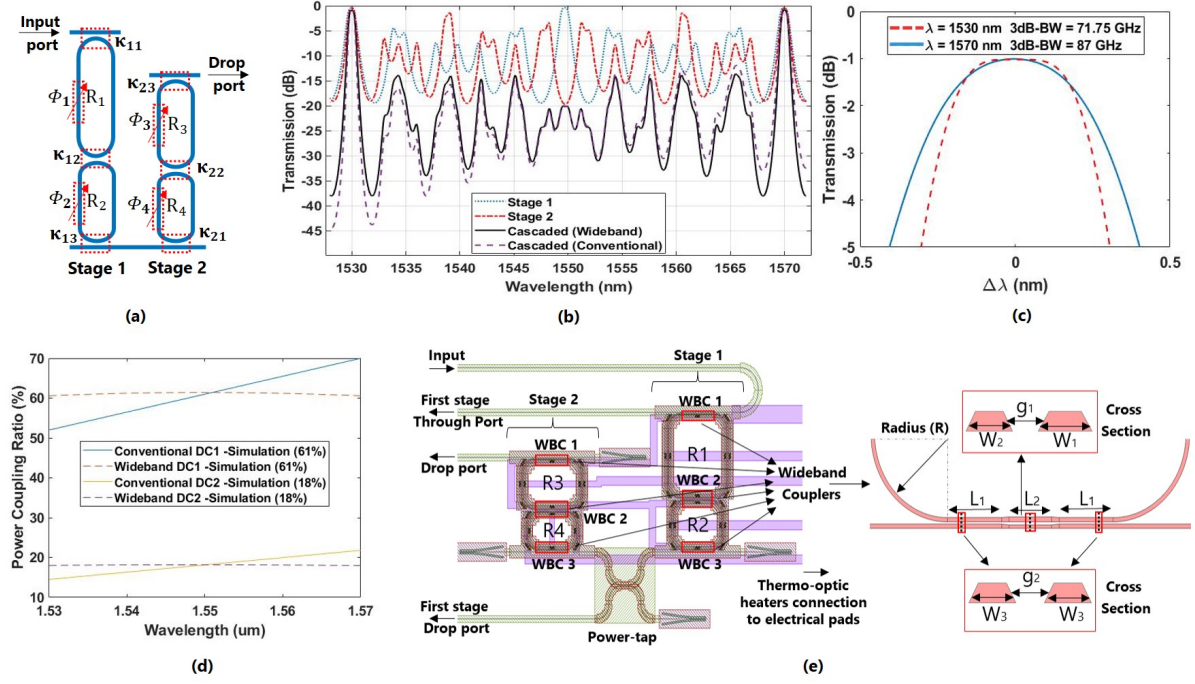 Input
port
κ11
Drop
port
κ23
Φ1
R1
Φ3
R3
κ12
κ22
Φ2
R2
Φ4
R4
κ13
κ21
Stage 1
Stage 2
(a)
Transmission (dB)
0
-5
-10
-15
-20
-25
-30
-35
-40
-45
Stage 1
Stage 2
Cascaded (Wideband)
Cascaded (Conventional)
1530
1535
1540
1545
1550
1555
1560
1565
1570
Wavelength (nm)
(b)
Transmission (dB)
0
-1
-2
-3
-4
-5
λ = 1530 nm 3dB-BW = 71.75 GHz
λ = 1570 nm 3dB-BW = 87 GHz
-0.5
0
0.5
Δλ (nm)
(c)
Power Coupling Ratio (%)
70
60
50
40
30
20
10
Conventional DC1 -Simulation (61%)
Wideband DC1 -Simulation (61%)
Conventional DC2 -Simulation (18%)
Wideband DC2 -Simulation (18%)
1.53
1.54
1.55
1.56
1.57
Wavelength (um)
(d)
Input
Stage 1
First stage
Through Port
Stage 2
WBC 1
WBC 1
Drop port
R1
R3
WBC 2
WBC 2
R4
R2
WBC 3
WBC 3
Wideband
Couplers
First stage
Drop port
Power-tap
Thermo-optic
heaters connection
to electrical pads
Radius (R)
g1
W2
W1
Cross
Section
L1
L2
L1
g2
W3
W3
Cross
Section
(e)